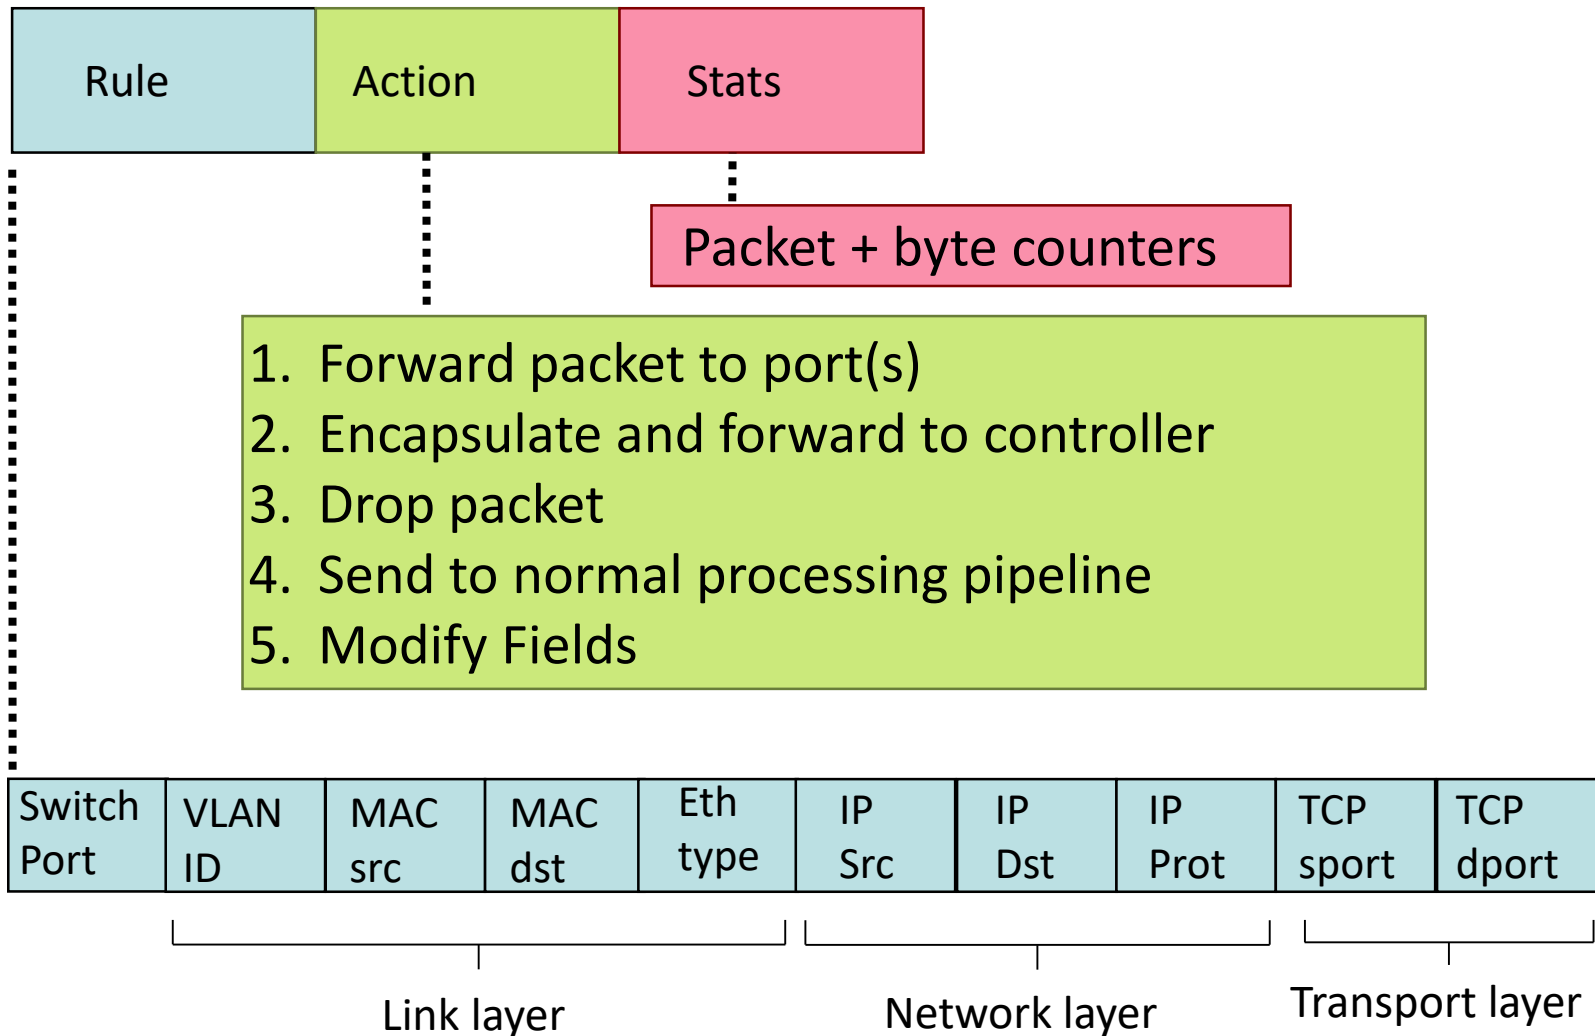 Rule
Action
Stats
Packet + byte counters
1. Forward packet to port(s)
2. Encapsulate and forward to controller
3. Drop packet
4. Send to normal processing pipeline
5. Modify Fields
Switch
Port
VLAN
ID
MAC
src
MAC
dst
Eth
type
IP
Src
IP
Dst
IP
Prot
TCP
sport
TCP
dport
Link layer
Network layer
Transport layer